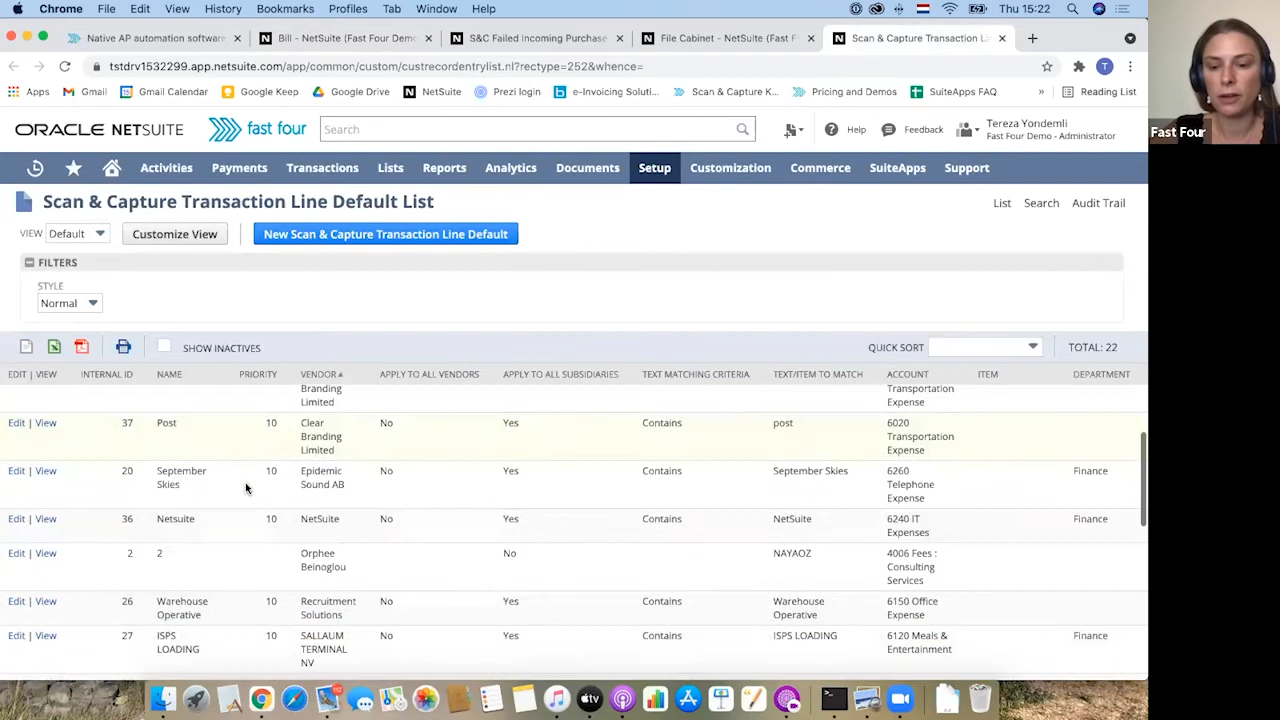 Chrome File Edit View History Bookmarks Profiles Tab Window Help Thu 15:22
Native AP automation software × Bill - NetSuite (Fast Four Demo × S&C Failed Incoming Purchase × File Cabinet - NetSuite (Fast F × Scan & Capture Transaction Lin ×
tstdrv1532299.app.netsuite.com/app/common/custom/custrecordentrylist.nl?rectype=252&whence= T
Apps Gmail Google Calendar Google Keep Google Drive NetSuite Prezi login e-Invoicing Soluti... Scan & Capture K... Pricing and Demos SuiteApps FAQ » Reading List
ORACLE NETSUITE fast four Search Help Feedback Tereza Yondemli
Fast Four Demo - Administrator
Fast Four
Activities Payments Transactions Lists Reports Analytics Documents Setup Customization Commerce SuiteApps Support
Scan & Capture Transaction Line Default List List Search Audit Trail
VIEW Default Customize View New Scan & Capture Transaction Line Default
FILTERS
STYLE
Normal
SHOW INACTIVES QUICK SORT TOTAL: 22
EDIT | VIEW INTERNAL ID NAME PRIORITY VENDOR APPLY TO ALL VENDORS APPLY TO ALL SUBSIDIARIES TEXT MATCHING CRITERIA TEXT/ITEM TO MATCH ACCOUNT ITEM DEPARTMENT
Branding Transportation
Limited Expense
Edit | View 37 Post 10 Clear No Yes Contains post 6020
Branding Transportation
Limited Expense
Edit | View 20 September 10 Epidemic No Yes Contains September Skies 6260 Finance
Skies Sound AB Telephone
Expense
Edit | View 36 Netsuite 10 NetSuite No Yes Contains NetSuite 6240 IT Finance
Expenses
Edit | View 2 2 Orphee No NAYAOZ 4006 Fees :
Beinoglou Consulting
Services
Edit | View 26 Warehouse 10 Recruitment No Yes Contains Warehouse 6150 Office
Operative Solutions Operative Expense
Edit | View 27 ISPS 10 SALLAUM No Yes Contains ISPS LOADING 6120 Meals & Finance
LOADING TERMINAL Entertainment
NV